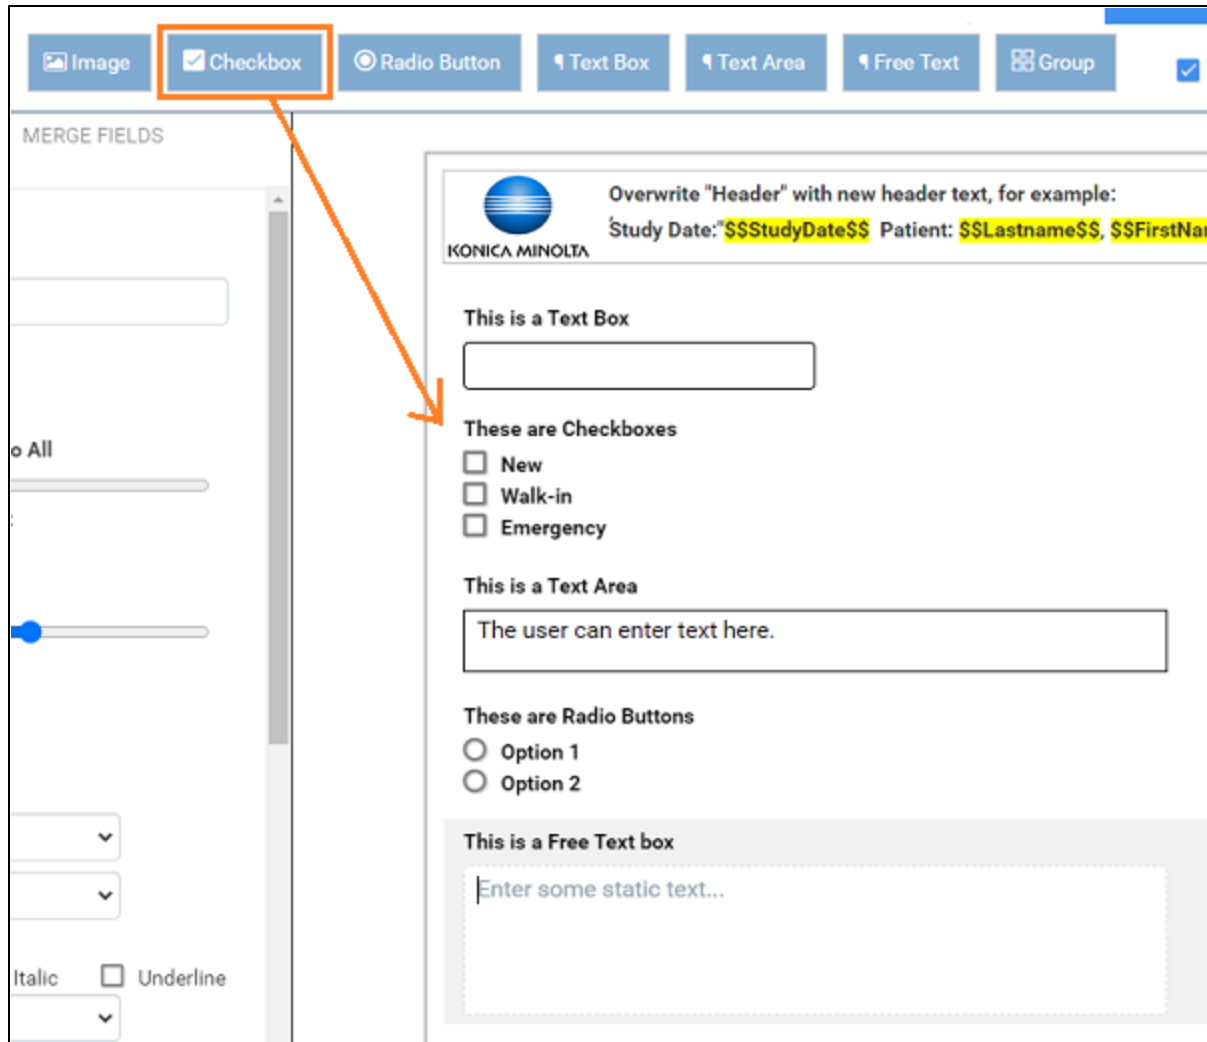 Image Checkbox Radio Button ¶ Text Box ¶ Text Area ¶ Free Text Group
MERGE FIELDS
Overwrite "Header" with new header text, for example:
Study Date:"$$StudyDate$$ Patient: $$Lastname$$, $$FirstNar
KONICA MINOLTA
This is a Text Box
These are Checkboxes
o All
New
Walk-in
Emergency
This is a Text Area
The user can enter text here.
These are Radio Buttons
Option 1
Option 2
This is a Free Text box
Enter some static text...
Italic Underline